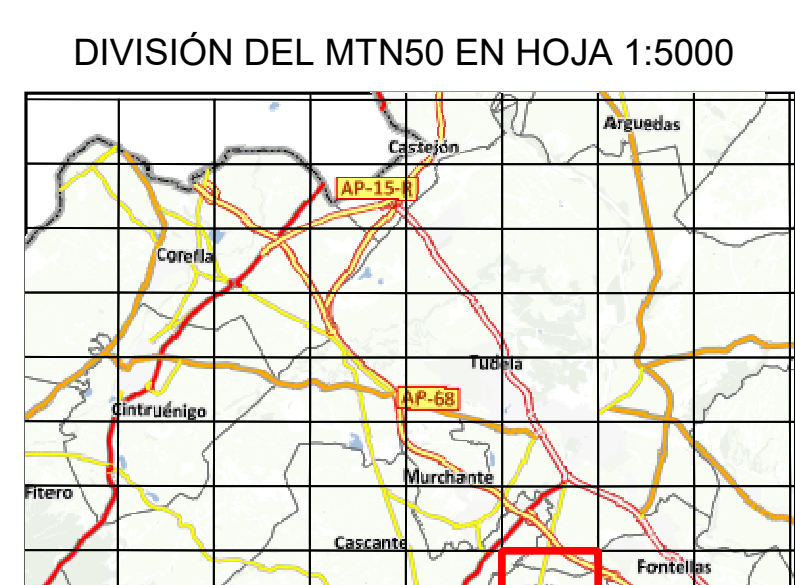 DIVISIÓN DEL MTN50 EN HOJA 1:5000
Arguedas
Castejón
AP-15-R
Corella
Tudela
AP-68
Cintruénigo
Murchante
Fitero
Cascante
Fontellas